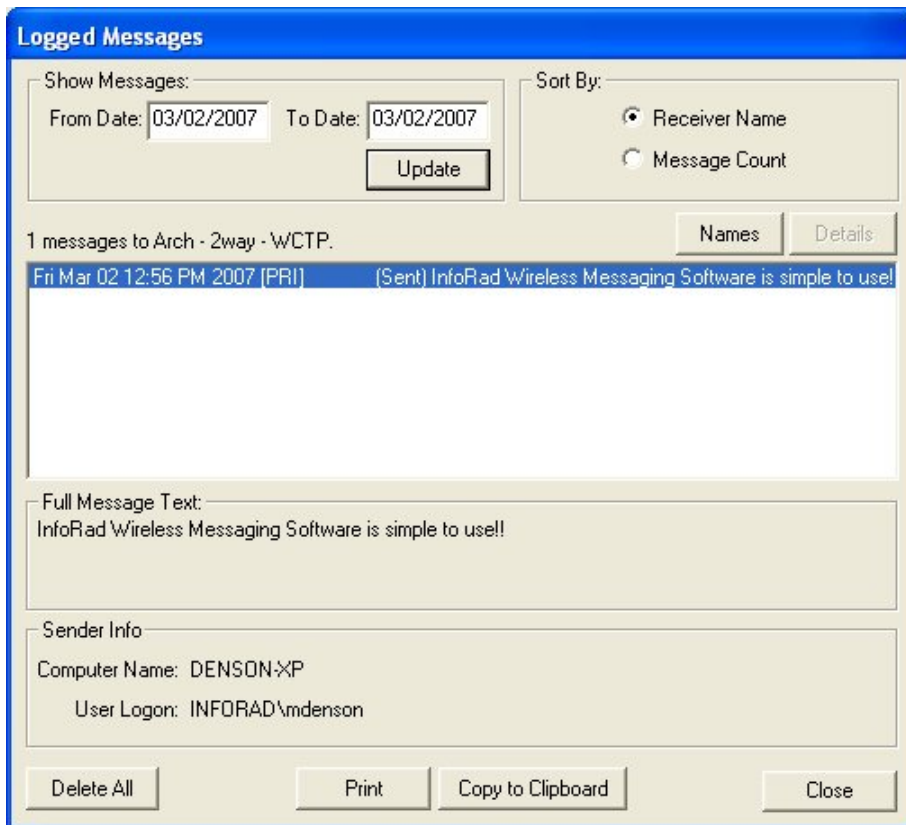 Logged Messages
Show Messages:
From Date: 03/02/2007 To Date: 03/02/2007
Update
Sort By:
Receiver Name
Message Count
1 messages to Arch - 2way - WCTP.
Names Details
Fri Mar 02 12:56 PM 2007 [PRI] (Sent) InfoRad Wireless Messaging Software is simple to use!
Full Message Text:
InfoRad Wireless Messaging Software is simple to use!!
Sender Info
Computer Name: DENSON-XP
User Logon: INFORAD\mdenson
Delete All Print Copy to Clipboard Close